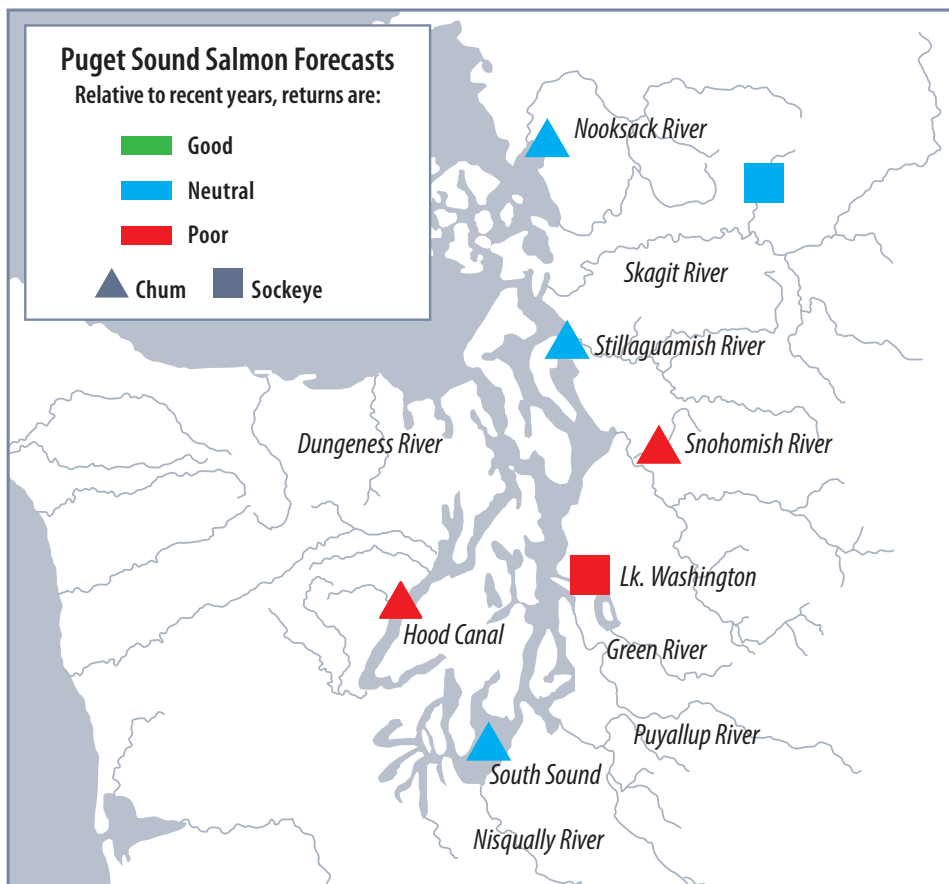 Puget Sound Salmon Forecasts
Relative to recent years, returns are:
Good
Neutral
Poor
Chum Sockeye
Nooksack River
Skagit River
Stillaguamish River
Dungeness River
Snohomish River
Lk. Washington
Hood Canal
Green River
Puyallup River
South Sound
Nisqually River